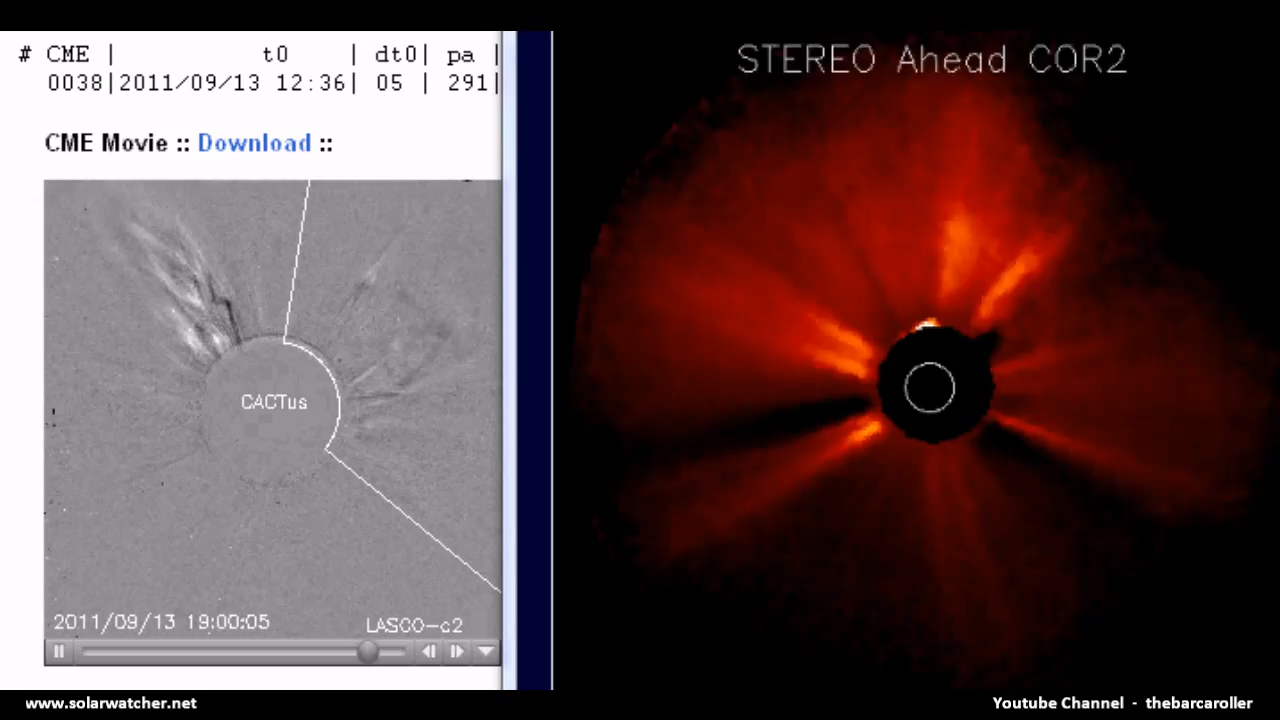 # CME | t0 | dt0| pa |
0038|2011/09/13 12:36| 05 | 291|
CME Movie :: Download ::
CACTus
2011/09/13 19:00:05
LASCO-c2
STEREO Ahead COR2
www.solarwatcher.net
Youtube Channel - thebarcaroller